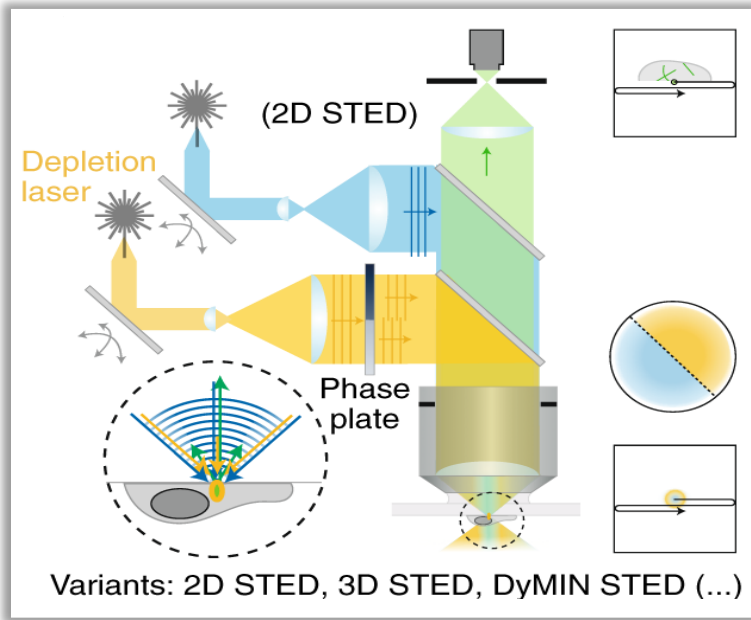 (2D STED)
Depletion
laser
Phase
plate
Variants: 2D STED, 3D STED, DyMIN STED (...)